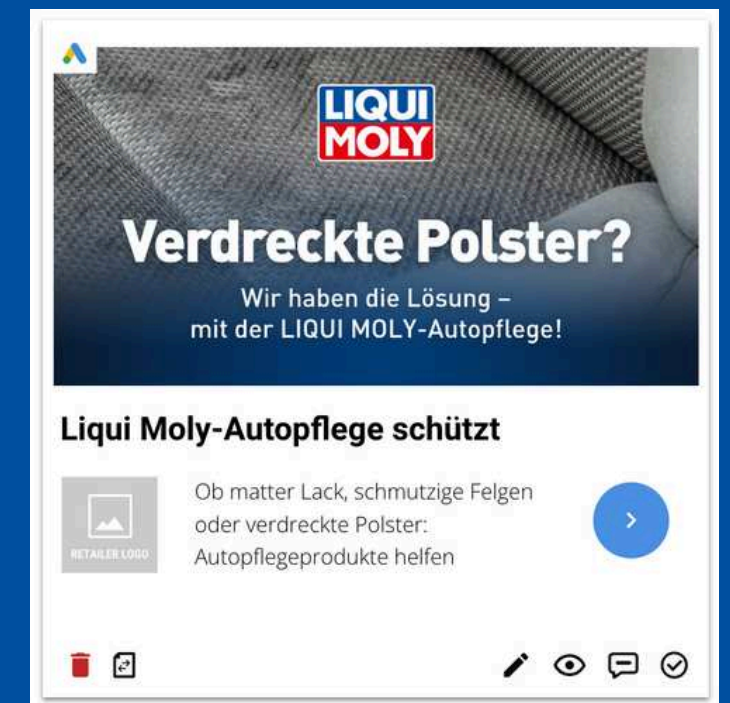 LIQUI
MOLY
Verdreckte Polster?
Wir haben die Lösung –
mit der LIQUI MOLY-Autopflege!
Liqui Moly-Autopflege schützt
Ob matter Lack, schmutzige Felgen
oder verdreckte Polster:
Autopflegeprodukte helfen
RETAILER LOGO